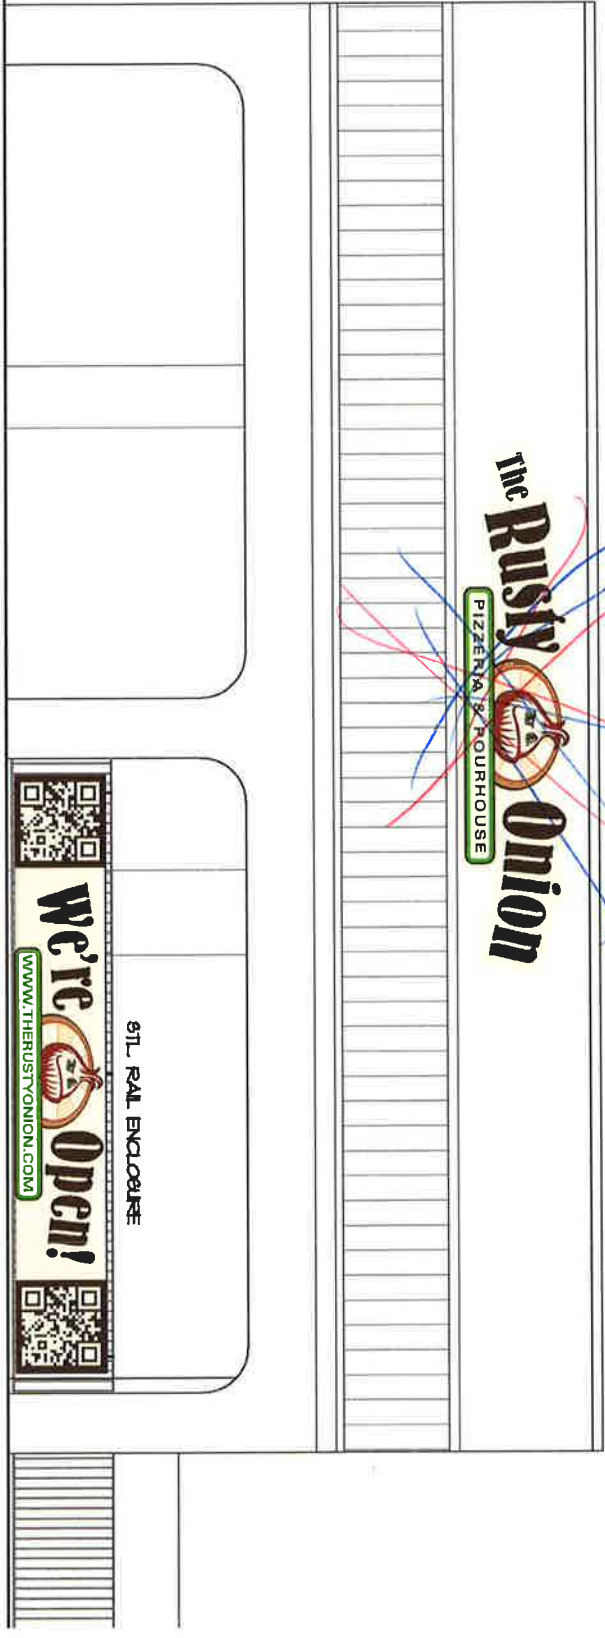 The Rusty Onion
PIZZERIA & POURHOUSE
STL. RAIL ENCLOSURE
We're Open!
WWW.THERUSTYONION.COM